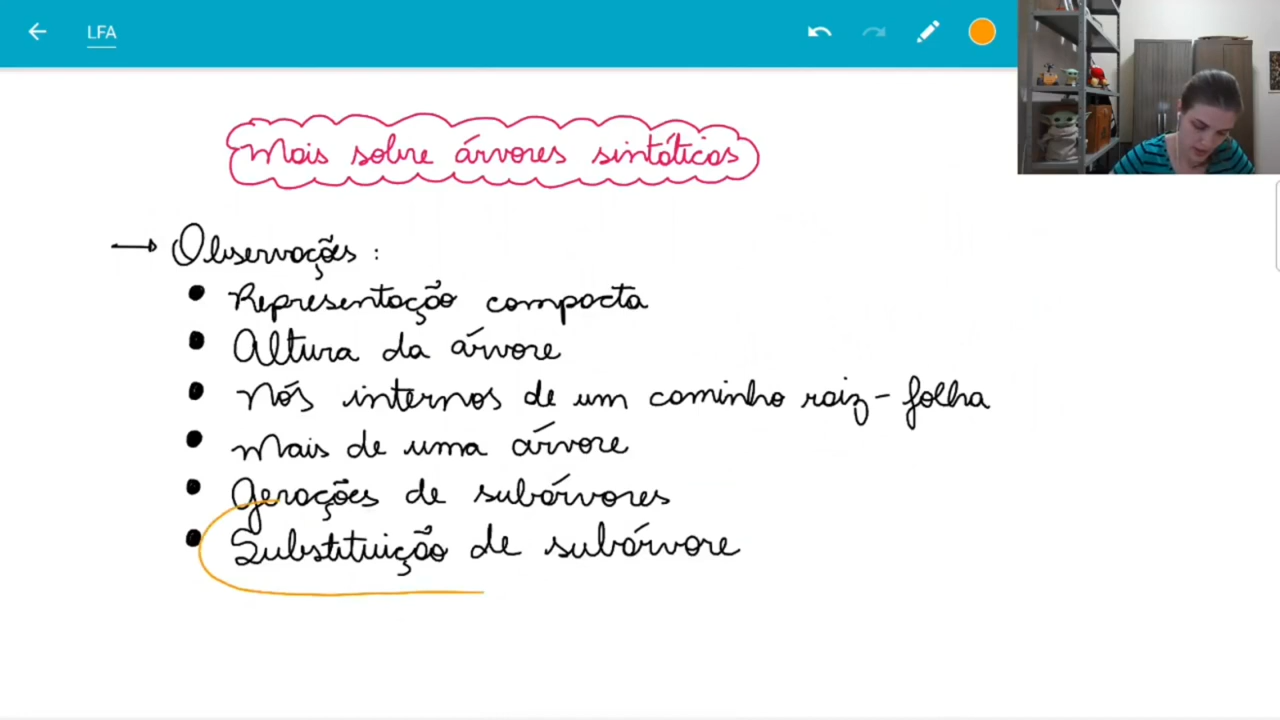 LFA
Mais sobre árvores sintáticas
→ Observações:
• Representação compacta
• Altura da árvore
• Nós internos de um caminho raiz-folha
• Mais de uma árvore
• Gerações de subárvores
• Substituição de subárvore